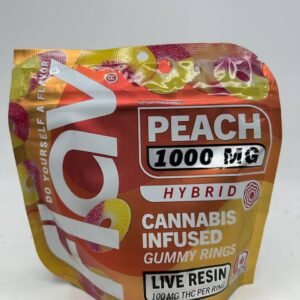 DO YOURSELF A FLAVOR
flav
PEACH
1000 MG
HYBRID
CANNABIS
INFUSED
GUMMY RINGS
LIVE RESIN
100 MG THC PER RING